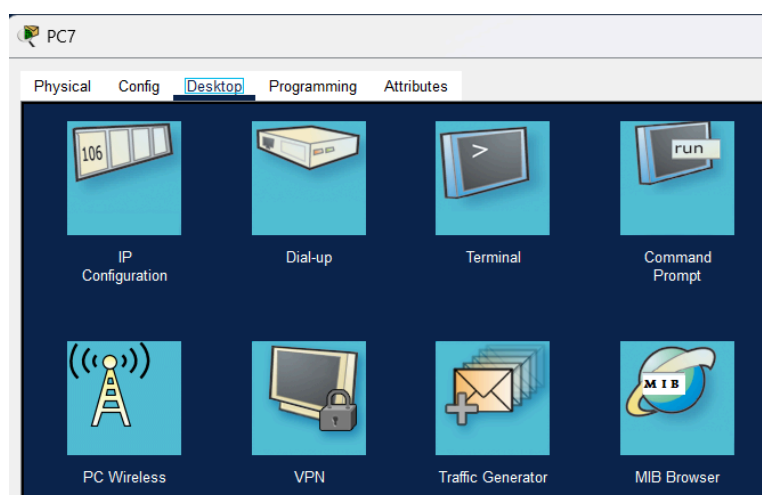 PC7
Physical Config Desktop Programming Attributes
106
>
run
IP
Configuration
Dial-up
Terminal
Command
Prompt
MIB
PC Wireless
VPN
Traffic Generator
MIB Browser